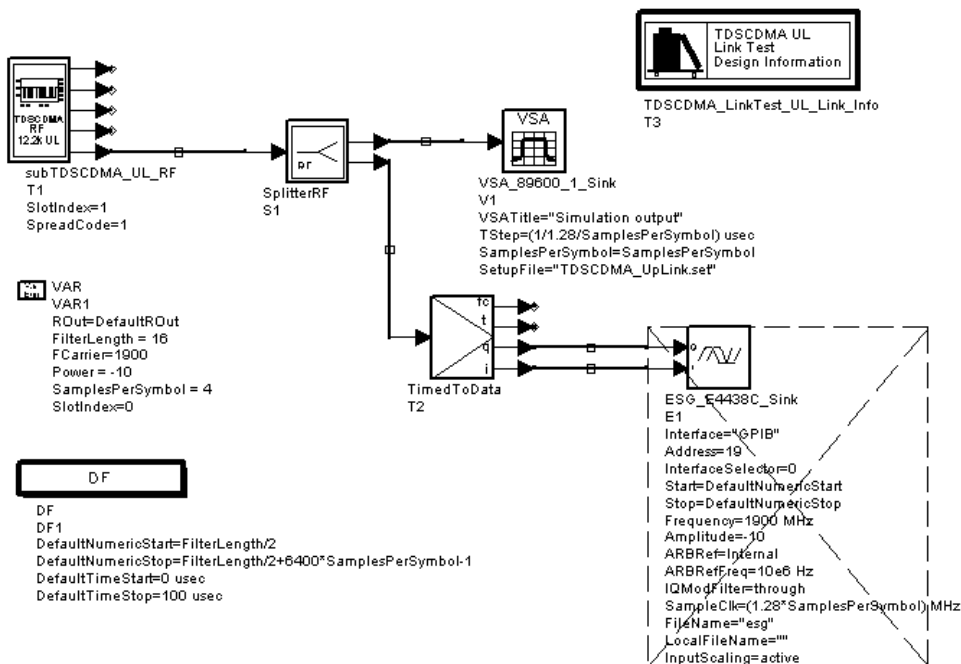 TDSCDMA UL
Link Test
Design Information
TDSCDMA_LinkTest_UL_Link_Info
T3
TDSCDMA
RF
12.2k UL
subTDSCDMA_UL_RF
T1
SlotIndex=1
SpreadCode=1
SplitterRF
S1
VSA
VSA_89600_1_Sink
V1
VSATitle="Simulation output"
TStep=(1/1.28/SamplesPerSymbol) usec
SamplesPerSymbol=SamplesPerSymbol
SetupFile="TDSCDMA_UpLink.set"
VAR
VAR1
ROut=DefaultROut
FilterLength = 16
FCarrier=1900
Power = -10
SamplesPerSymbol = 4
SlotIndex=0
fc
t
q
i
TimedToData
T2
ESG_E4438C_Sink
E1
Interface="GPIB"
Address=19
InterfaceSelector=0
Start=DefaultNumericStart
Stop=DefaultNumericStop
Frequency=1900 MHz
Amplitude=-10
ARBRef=Internal
ARBRefFreq=10e6 Hz
IQModFilter=through
SampleClk=(1.28*SamplesPerSymbol) MHz
FileName="esg"
LocalFileName=""
InputScaling=active
DF
DF
DF1
DefaultNumericStart=FilterLength/2
DefaultNumericStop=FilterLength/2+6400*SamplesPerSymbol-1
DefaultTimeStart=0 usec
DefaultTimeStop=100 usec